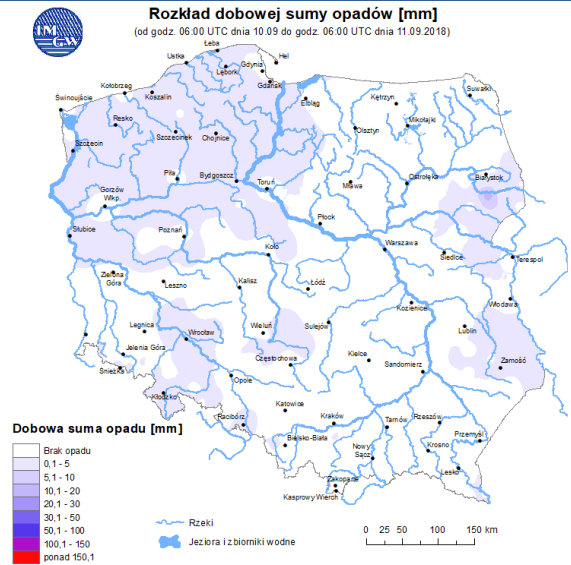 Rozkład dobowej sumy opadów [mm]
(od godz. 06:00 UTC dnia 10.09 do godz. 06:00 UTC dnia 11.09.2018)
IM
GW
Łeba
Ustka
Hel
Gdynia
Lębork
Gdańsk
Kołobrzeg
Koszalin
Świnoujście
Elbląg
Kętrzyn
Suwałki
Resko
Szczecinek
Chojnice
Olsztyn
Mikołajki
Szczecin
Piła
Bydgoszcz
Toruń
Mława
Ostrołęka
Białystok
Gorzów
Wlkp.
Płock
Słubice
Poznań
Koło
Warszawa
Siedlce
Terespol
Zielona
Góra
Leszno
Kalisz
Łódź
Kozienice
Włodawa
Legnica
Wrocław
Wieluń
Sulejów
Lublin
Jelenia Góra
Śnieżka
Częstochowa
Kielce
Sandomierz
Zamość
Opole
Kłodzko
Katowice
Racibórz
Kraków
Tarnów
Rzeszów
Bielsko-Biała
Nowy
Sącz
Krosno
Przemyśl
Lesko
Zakopane
Kasprowy Wierch
Dobowa suma opadu [mm]
Brak opadu
0,1 - 5
5,1 - 10
10,1 - 20
20,1 - 30
30,1 - 50
50,1 - 100
100,1 - 150
ponad 150,1
Rzeki
Jeziora i zbiorniki wodne
0 25 50 100 150 km